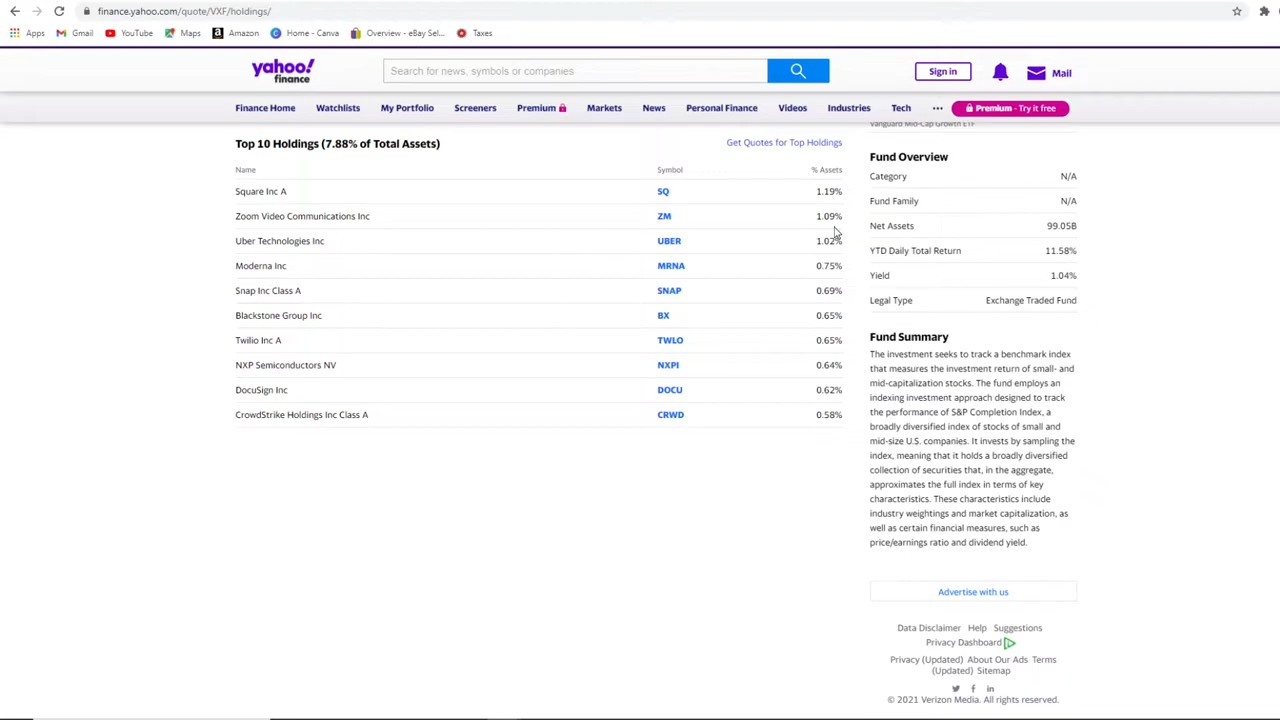 finance.yahoo.com/quote/VXF/holdings/
Apps Gmail YouTube Maps Amazon Home - Canva Overview - eBay Sel... Taxes
yahoo!
finance
Search for news, symbols or companies
Sign in
Mail
Finance Home Watchlists My Portfolio Screeners Premium Markets News Personal Finance Videos Industries Tech ••• Premium - Try it free
Vanguard Mid-Cap Growth ETF
Top 10 Holdings (7.88% of Total Assets)
Get Quotes for Top Holdings
Name Symbol % Assets
Square Inc A SQ 1.19%
Zoom Video Communications Inc ZM 1.09%
Uber Technologies Inc UBER 1.02%
Moderna Inc MRNA 0.75%
Snap Inc Class A SNAP 0.69%
Blackstone Group Inc BX 0.65%
Twilio Inc A TWLO 0.65%
NXP Semiconductors NV NXPI 0.64%
DocuSign Inc DOCU 0.62%
CrowdStrike Holdings Inc Class A CRWD 0.58%
Fund Overview
Category N/A
Fund Family N/A
Net Assets 99.05B
YTD Daily Total Return 11.58%
Yield 1.04%
Legal Type Exchange Traded Fund
Fund Summary
The investment seeks to track a benchmark index
that measures the investment return of small- and
mid-capitalization stocks. The fund employs an
indexing investment approach designed to track
the performance of S&P Completion Index, a
broadly diversified index of stocks of small and
mid-size U.S. companies. It invests by sampling the
index, meaning that it holds a broadly diversified
collection of securities that, in the aggregate,
approximates the full index in terms of key
characteristics. These characteristics include
industry weightings and market capitalization, as
well as certain financial measures, such as
price/earnings ratio and dividend yield.
Advertise with us
Data Disclaimer Help Suggestions
Privacy Dashboard
Privacy (Updated) About Our Ads Terms
(Updated) Sitemap
© 2021 Verizon Media. All rights reserved.